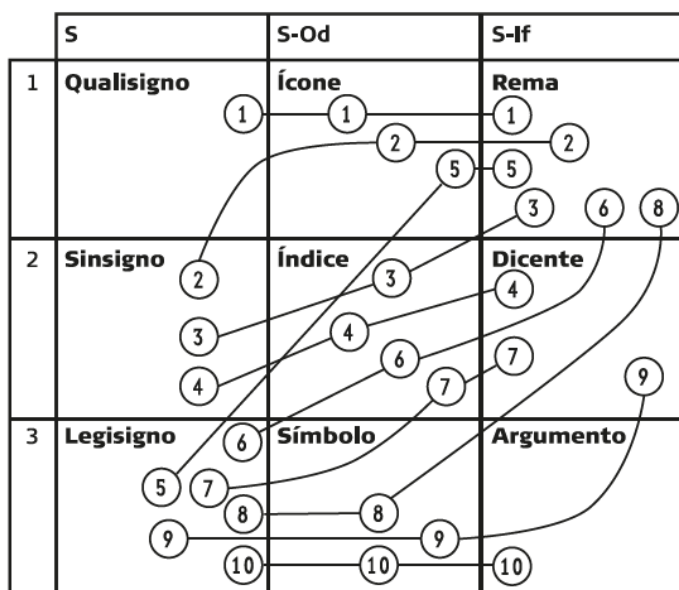 S S-Od S-If
1 Qualisigno Ícone Rema
1 1 1
2 2
5 5
3 6 8
2 Sinsigno Índice Dicente
2 3 4
3 4
6 7
4 7 9
3 Legisigno Símbolo Argumento
6
5 7
8 8
9 9
10 10 10